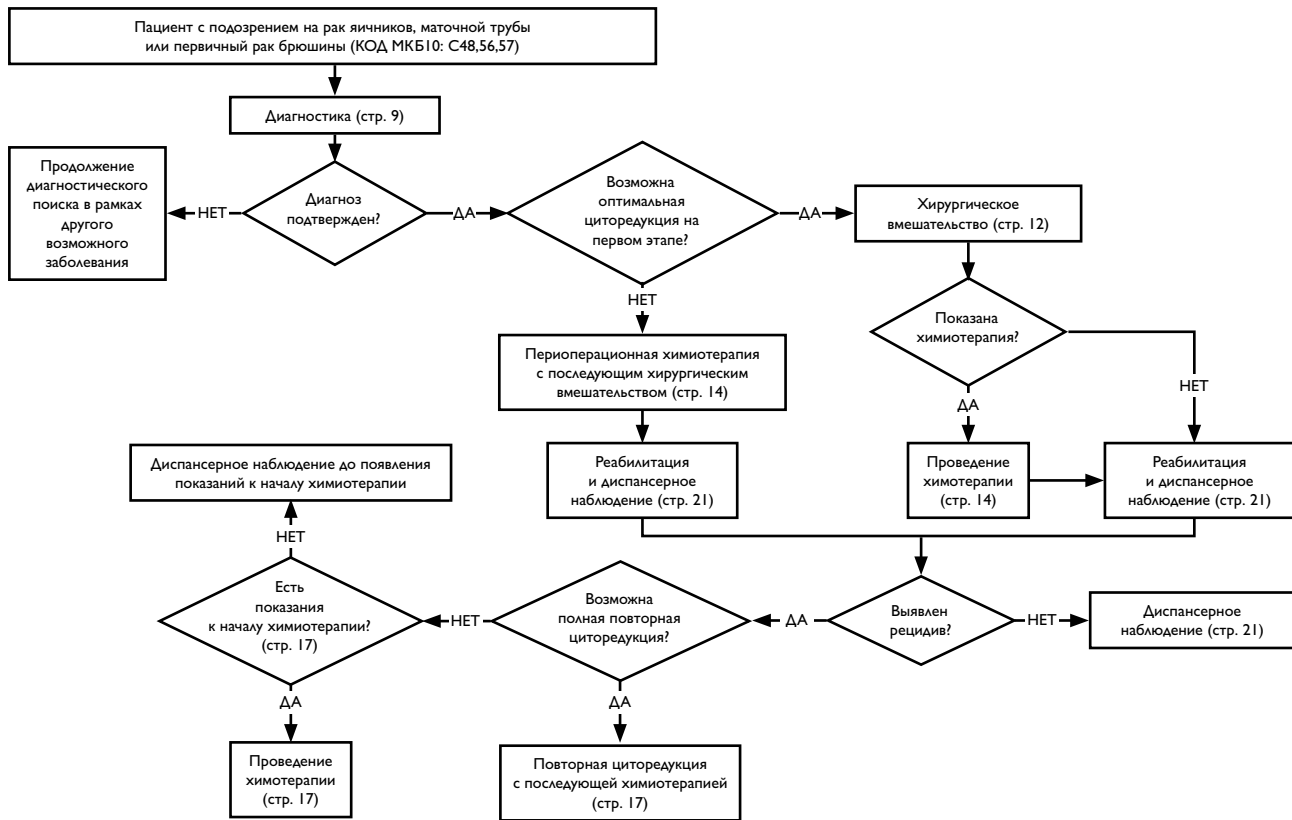 Пациент с подозрением на рак яичников, маточной трубы
или первичный рак брюшины (КОД МКБ10: С48,56,57)
Диагностика (стр. 9)
Продолжение
диагностического
поиска в рамках
другого
возможного
заболевания
НЕТ
Диагноз
подтвержден?
ДА
Возможна
оптимальная
циторедукция на
первом этапе?
ДА
Хирургическое
вмешательство (стр. 12)
НЕТ
Показана
химиотерапия?
Периоперационная химиотерапия
с последующим хирургическим
вмешательством (стр. 14)
НЕТ
ДА
Диспансерное наблюдение до появления
показаний к началу химиотерапии
Реабилитация
и диспансерное
наблюдение (стр. 21)
Проведение
химотерапии
(стр. 14)
Реабилитация
и диспансерное
наблюдение (стр. 21)
НЕТ
Есть
показания
к началу химиотерапии?
(стр. 17)
НЕТ
Возможна
полная повторная
циторедукция?
ДА
Выявлен
рецидив?
НЕТ
Диспансерное
наблюдение (стр. 21)
ДА
ДА
Проведение
химотерапии
(стр. 17)
Повторная циторедукция
с последующей химиотерапией
(стр. 17)